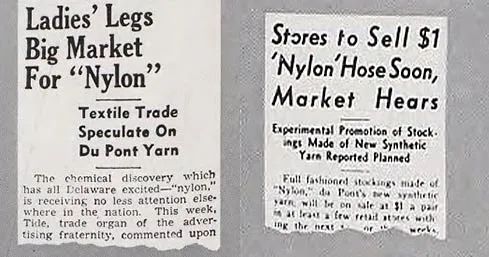 Ladies' Legs
Big Market
For "Nylon"
Textile Trade
Speculate On
Du Pont Yarn
The chemical discovery which
has all Delaware excited—"nylon,"
is receiving no less attention else-
where in the nation. This week,
Tide, trade organ of the adver-
tising fraternity, commented upon
Stores to Sell $1
'Nylon' Hose Soon,
Market Hears
Experimental Promotion of Stock-
ings Made of New Synthetic
Yarn Reported Planned
Full fashioned stockings made of
"Nylon," du Pont's new synthetic
yarn, will be on sale at $1 a pair
in at least a few retail stores with-
ing the next
weeks,